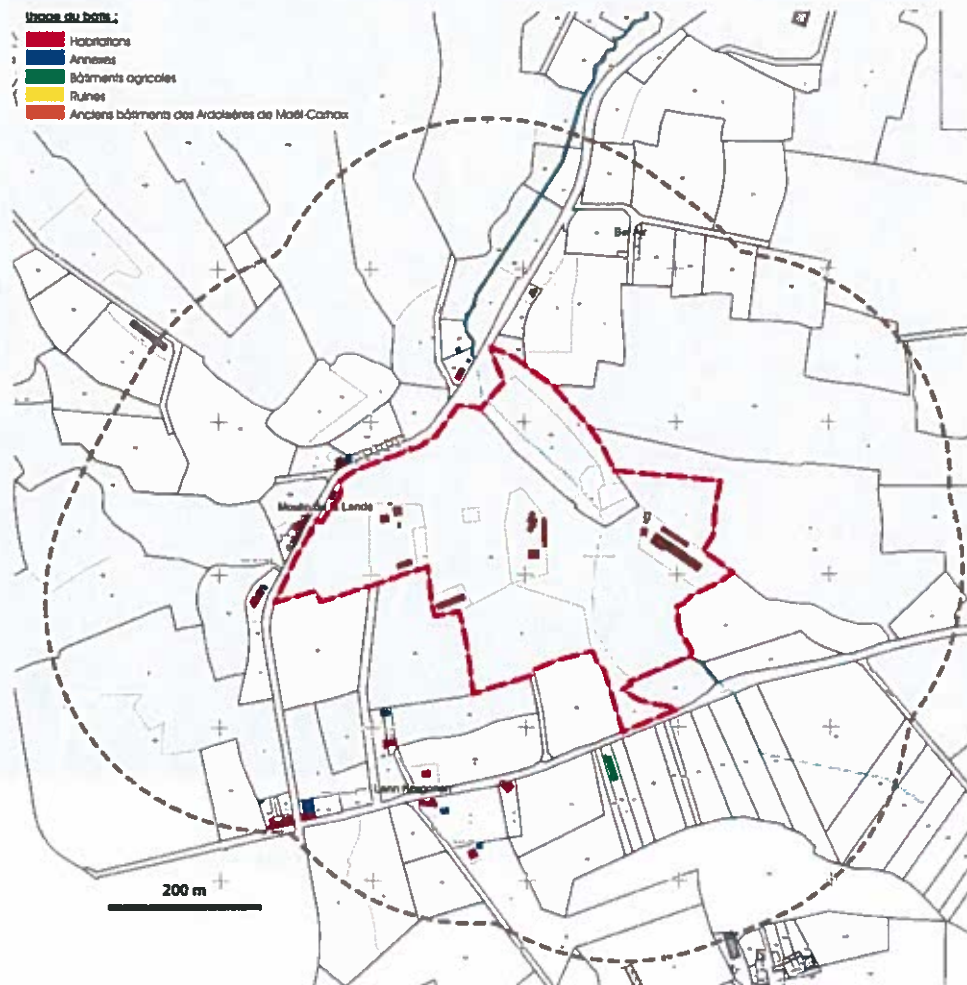 Usage du bâti :
Habitations
Annexes
Bâtiments agricoles
Ruines
Anciens bâtiments des Ardoisières de Maël-Carhaix
Bel Air
Moulin de la Lande
200 m